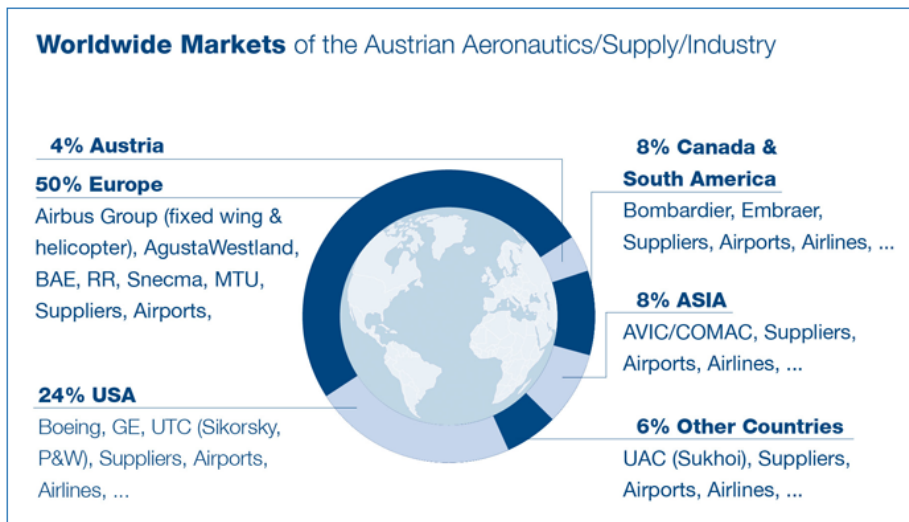 Worldwide Markets of the Austrian Aeronautics/Supply/Industry
4% Austria
50% Europe
Airbus Group (fixed wing &
helicopter), AgustaWestland,
BAE, RR, Snecma, MTU,
Suppliers, Airports,
24% USA
Boeing, GE, UTC (Sikorsky,
P&W), Suppliers, Airports,
Airlines, ...
8% Canada &
South America
Bombardier, Embraer,
Suppliers, Airports, Airlines, ...
8% ASIA
AVIC/COMAC, Suppliers,
Airports, Airlines, ...
6% Other Countries
UAC (Sukhoi), Suppliers,
Airports, Airlines, ...